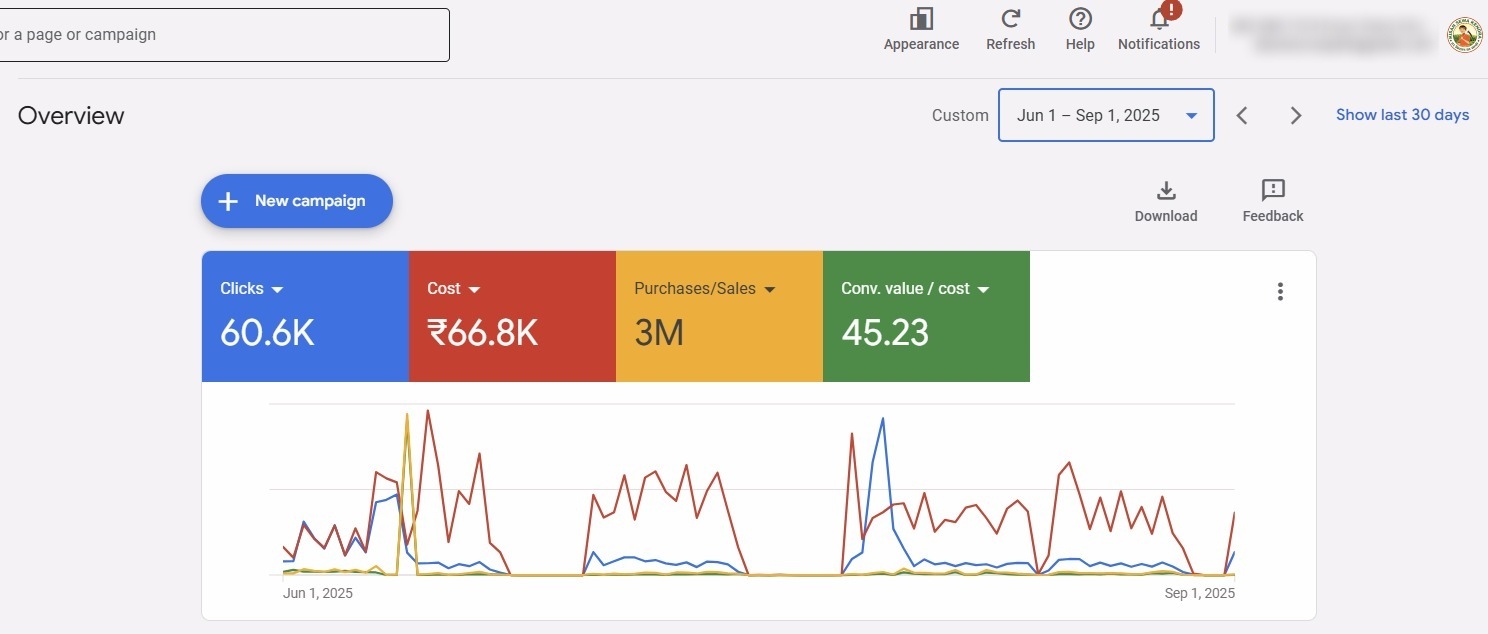 or a page or campaign
Appearance
Refresh
Help
!
Notifications
Overview
Custom
Jun 1 – Sep 1, 2025
Show last 30 days
New campaign
Download
Feedback
Clicks
60.6K
Cost
₹66.8K
Purchases/Sales
3M
Conv. value / cost
45.23
Jun 1, 2025
Sep 1, 2025